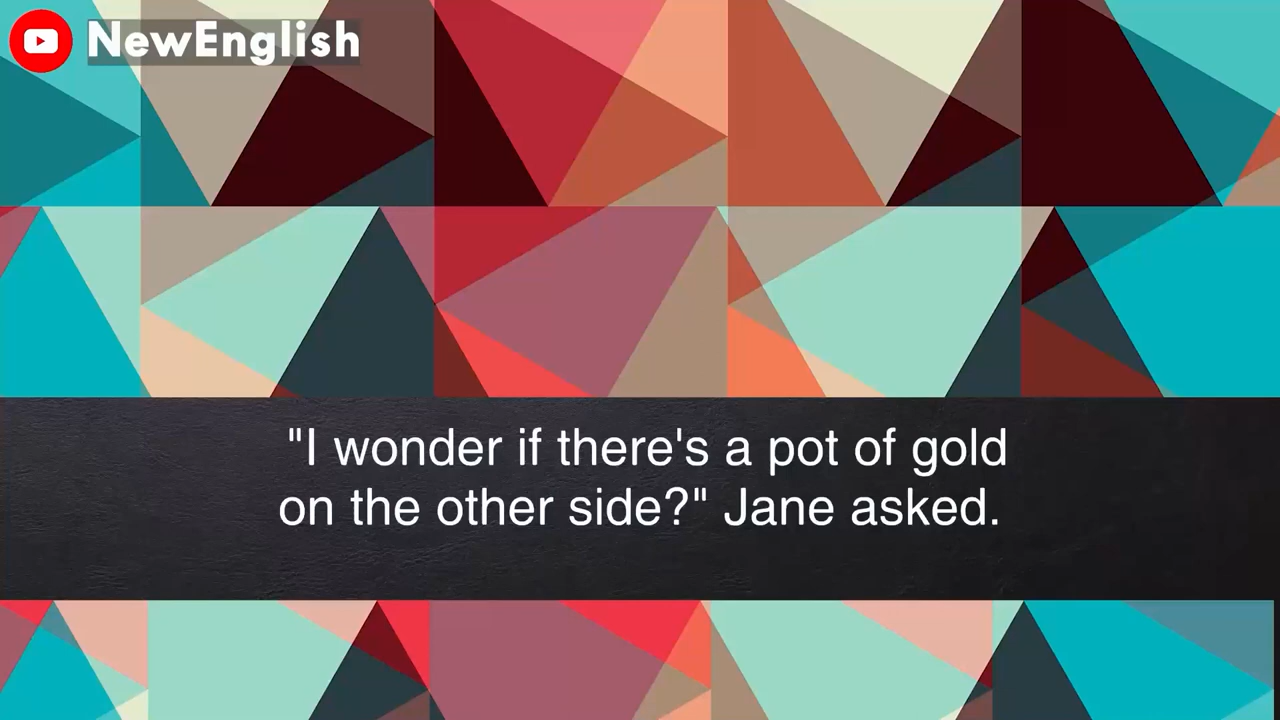 NewEnglish
"I wonder if there's a pot of gold
on the other side?" Jane asked.